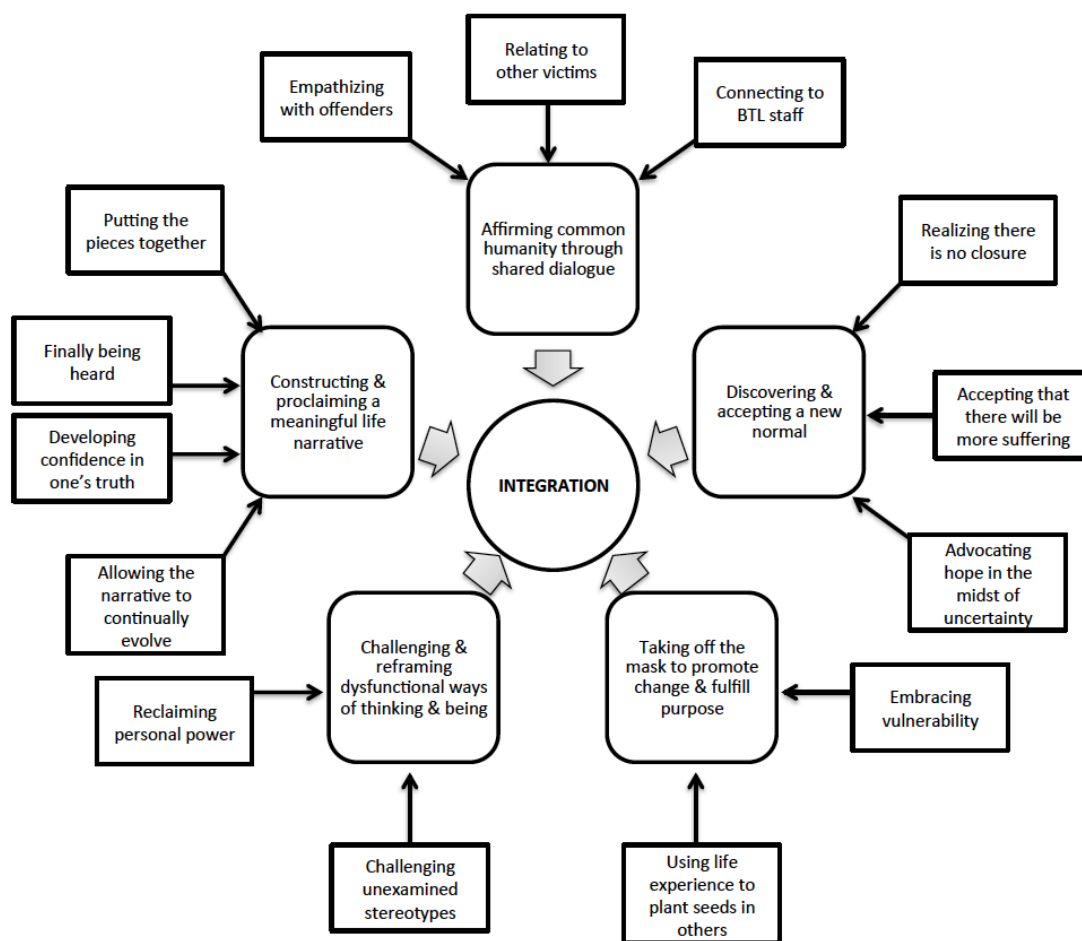 Relating to
other victims
Empathizing
with offenders
Connecting to
BTL staff
Affirming common
humanity through
shared dialogue
Putting the
pieces together
Finally being
heard
Developing
confidence in
one’s truth
Allowing the
narrative to
continually
evolve
Constructing &
proclaiming a
meaningful life
narrative
Realizing there
is no closure
Accepting that
there will be
more suffering
Advocating
hope in the
midst of
uncertainty
Discovering &
accepting a new
normal
INTEGRATION
Challenging &
reframing
dysfunctional ways
of thinking & being
Reclaiming
personal power
Challenging
unexamined
stereotypes
Taking off the
mask to promote
change & fulfill
purpose
Embracing
vulnerability
Using life
experience to
plant seeds in
others